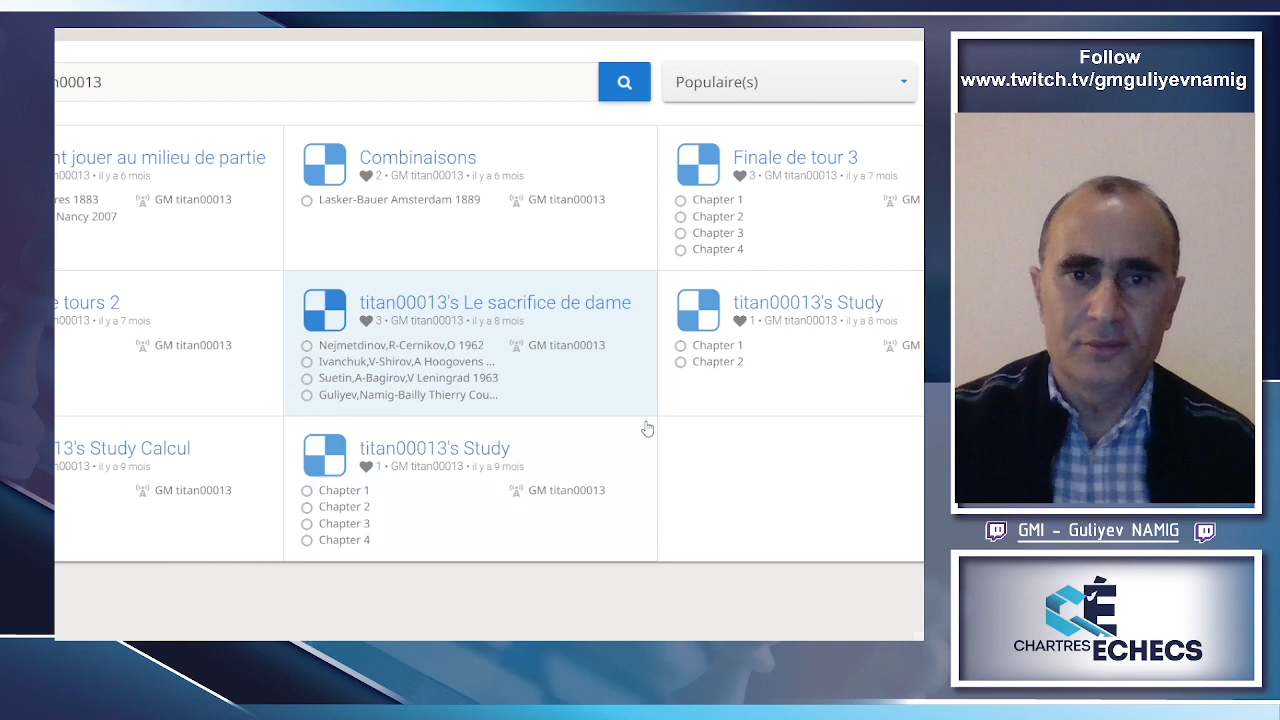 Follow
www.twitch.tv/gmguliyevnamig
n00013
Populaire(s)
nt jouer au milieu de partie
n00013 • il y a 6 mois
res 1883
GM titan00013
Nancy 2007
Combinaisons
2 • GM titan00013 • il y a 6 mois
Lasker-Bauer Amsterdam 1889
GM titan00013
Finale de tour 3
3 • GM titan00013 • il y a 7 mois
Chapter 1
GM
Chapter 2
Chapter 3
Chapter 4
e tours 2
n00013 • il y a 7 mois
GM titan00013
titan00013's Le sacrifice de dame
3 • GM titan00013 • il y a 8 mois
Nejmetdinov,R-Cernikov,O 1962
GM titan00013
Ivanchuk,V-Shirov,A Hoogovens ...
Suetin,A-Bagirov,V Leningrad 1963
Guliyev,Namig-Bailly Thierry Cou...
titan00013's Study
1 • GM titan00013 • il y a 8 mois
Chapter 1
GM
Chapter 2
13's Study Calcul
n00013 • il y a 9 mois
GM titan00013
titan00013's Study
1 • GM titan00013 • il y a 9 mois
Chapter 1
GM titan00013
Chapter 2
Chapter 3
Chapter 4
GMI - Guliyev NAMIG
CÉ
CHARTRES ÉCHECS